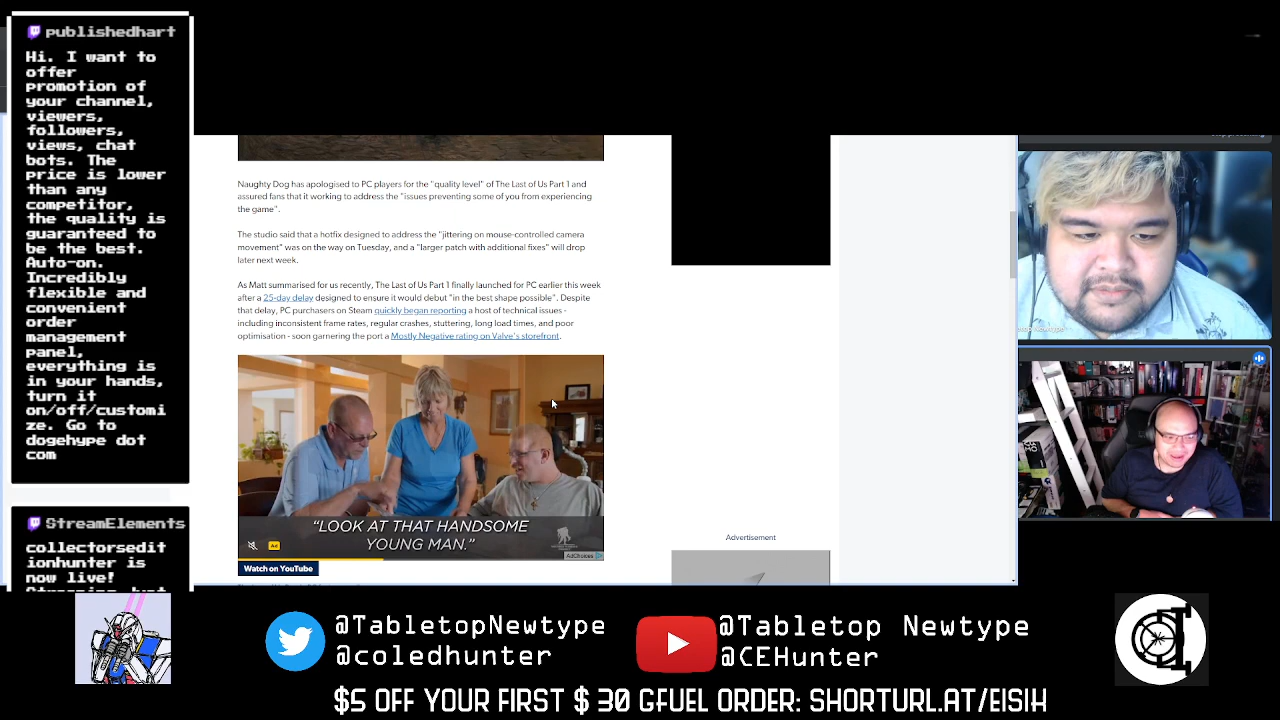 publishedhart
Hi. I want to
offer
promotion of
your channel,
viewers,
followers,
views, chat
bots. The
price is lower
than any
competitor,
the quality is
guaranteed to
be the best.
Auto-on.
Incredibly
flexible and
convenient
order
management
panel,
everything is
in your hands,
turn it
on/off/customi
ze. Go to
dogehype dot
com
StreamElements
collectorsedit
ionhunter is
now live!
Naughty Dog has apologised to PC players for the "quality level" of The Last of Us Part 1 and
assured fans that it working to address the "issues preventing some of you from experiencing
the game".
The studio said that a hotfix designed to address the "jittering on mouse-controlled camera
movement" was on the way on Tuesday, and a "larger patch with additional fixes" will drop
later next week.
As Matt summarised for us recently, The Last of Us Part 1 finally launched for PC earlier this week
after a 25-day delay designed to ensure it would debut "in the best shape possible". Despite
that delay, PC purchasers on Steam quickly began reporting a host of technical issues -
including inconsistent frame rates, regular crashes, stuttering, long load times, and poor
optimisation - soon garnering the port a Mostly Negative rating on Valve's storefront.
"LOOK AT THAT HANDSOME
YOUNG MAN."
Ad
AdChoices
Watch on YouTube
Advertisement
@TabletopNewtype
@coledhunter
@Tabletop Newtype
@CEHunter
$5 OFF YOUR FIRST $ 30 GFUEL ORDER: SHORTURL.AT/EISIH